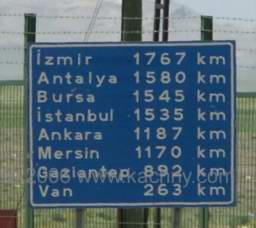 İzmir 1767 km
Antalya 1580 km
Bursa 1545 km
İstanbul 1535 km
Ankara 1187 km
Mersin 1170 km
Gaziantep 892 km
Van 263 km